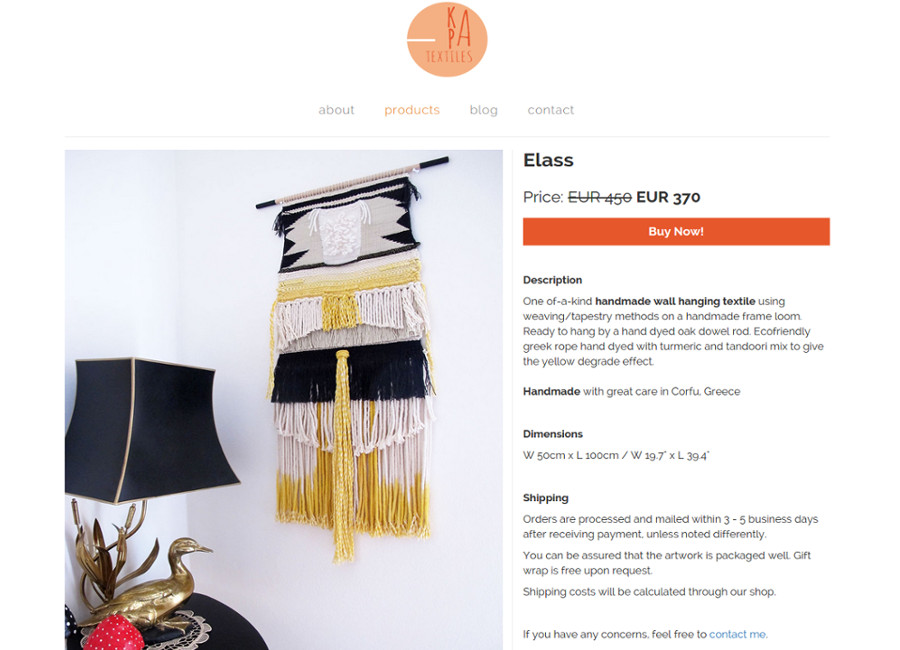 KAPA
TEXTILES
about products blog contact
Elass
Price: EUR 450 EUR 370
Buy Now!
Description
One of-a-kind handmade wall hanging textile using
weaving/tapestry methods on a handmade frame loom.
Ready to hang by a hand dyed oak dowel rod. Ecofriendly
greek rope hand dyed with turmeric and tandoori mix to give
the yellow degrade effect.
Handmade with great care in Corfu, Greece
Dimensions
W 50cm x L 100cm / W 19.7" x L 39.4"
Shipping
Orders are processed and mailed within 3 - 5 business days
after receiving payment, unless noted differently.
You can be assured that the artwork is packaged well. Gift
wrap is free upon request.
Shipping costs will be calculated through our shop.
If you have any concerns, feel free to contact me.